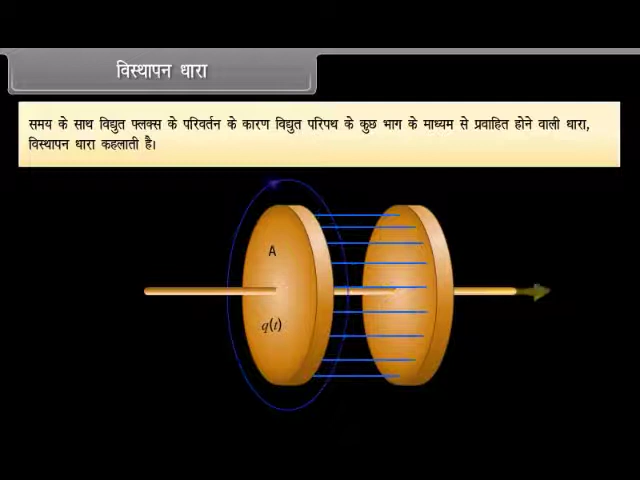 विस्थापन धारा
समय के साथ विद्युत फ्लक्स के परिवर्तन के कारण विद्युत परिपथ के कुछ भाग के माध्यम से प्रवाहित होने वाली धारा,
विस्थापन धारा कहलाती है।
A
q(t)